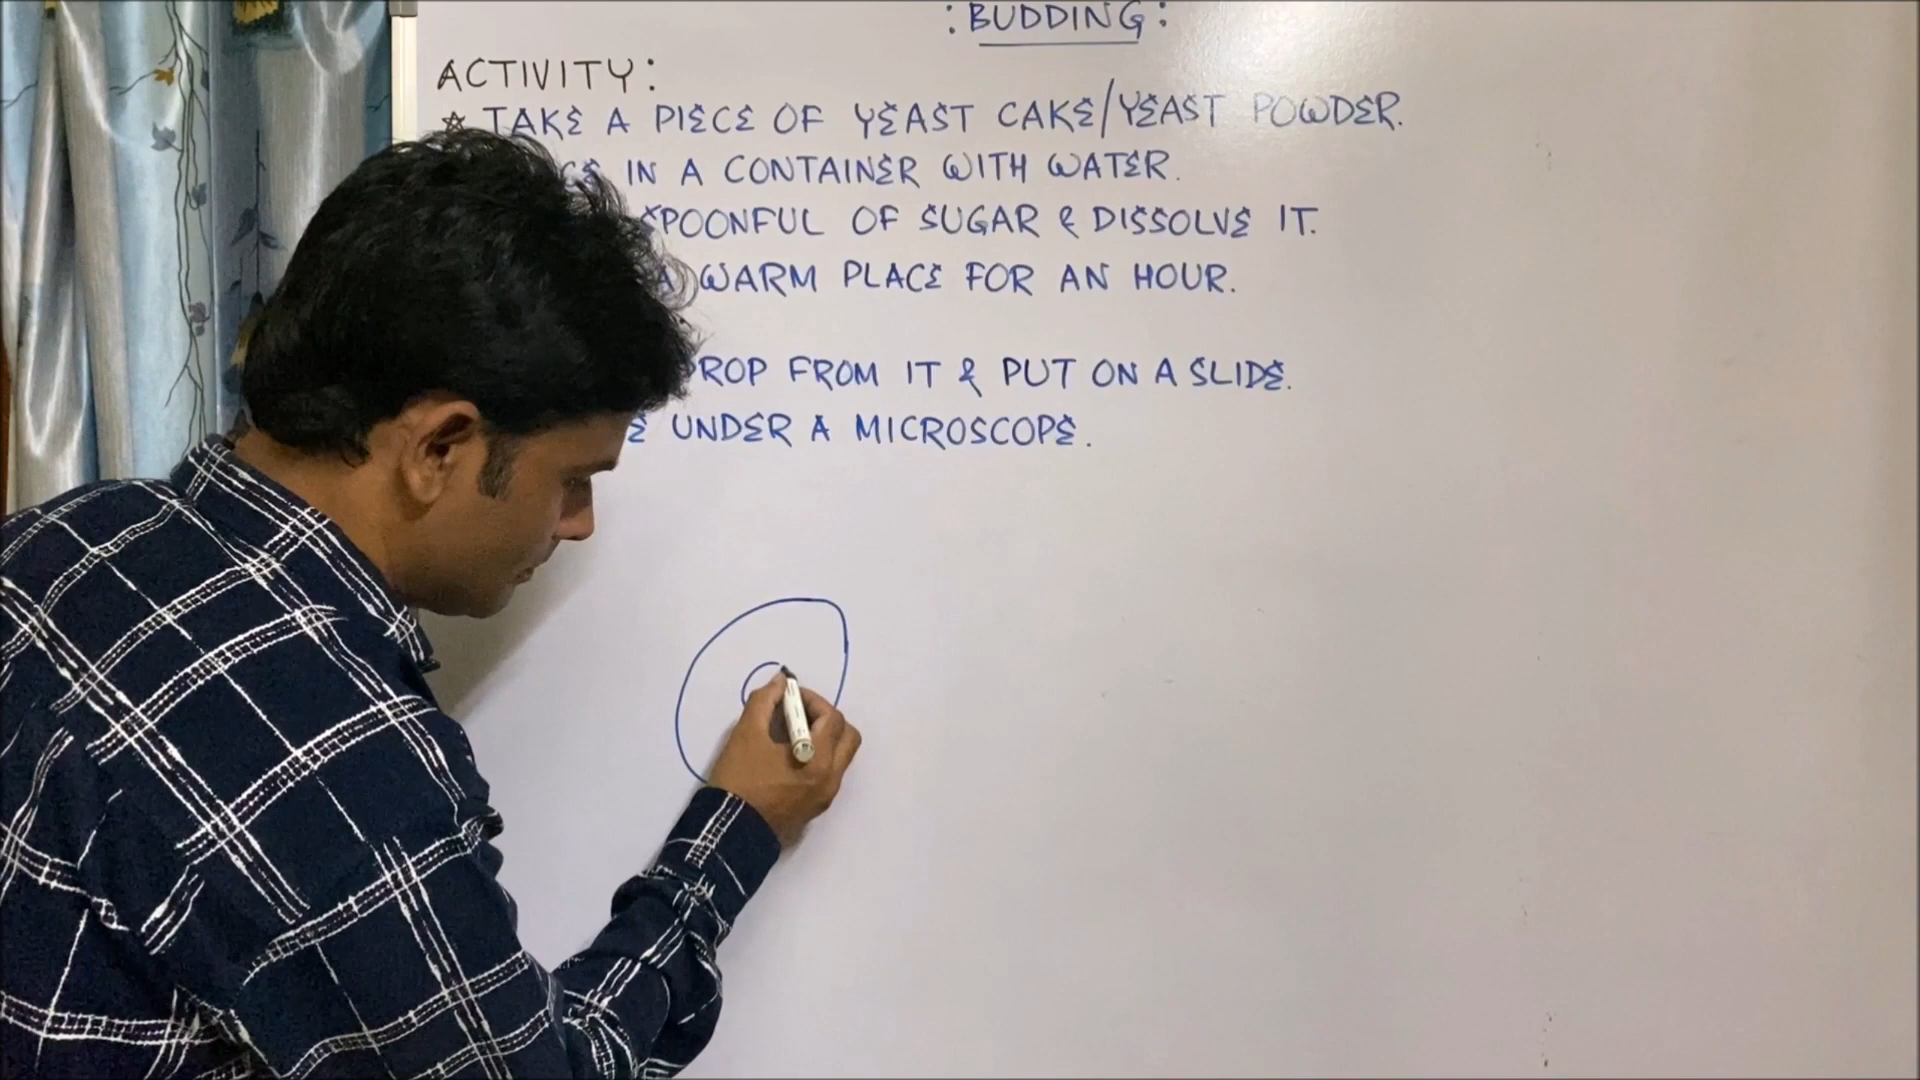 : BUDDING :
ACTIVITY :
☆ TAKE A PIECE OF YEAST CAKE/YEAST POWDER.
IN A CONTAINER WITH WATER.
SPOONFUL OF SUGAR & DISSOLVE IT.
A WARM PLACE FOR AN HOUR.
FROM IT & PUT ON A SLIDE.
UNDER A MICROSCOPE.